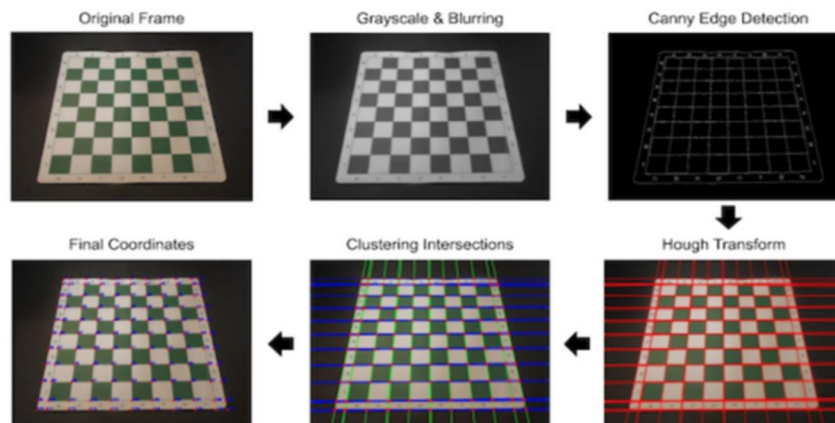 Original Frame
Grayscale & Blurring
Canny Edge Detection
Final Coordinates
Clustering Intersections
Hough Transform